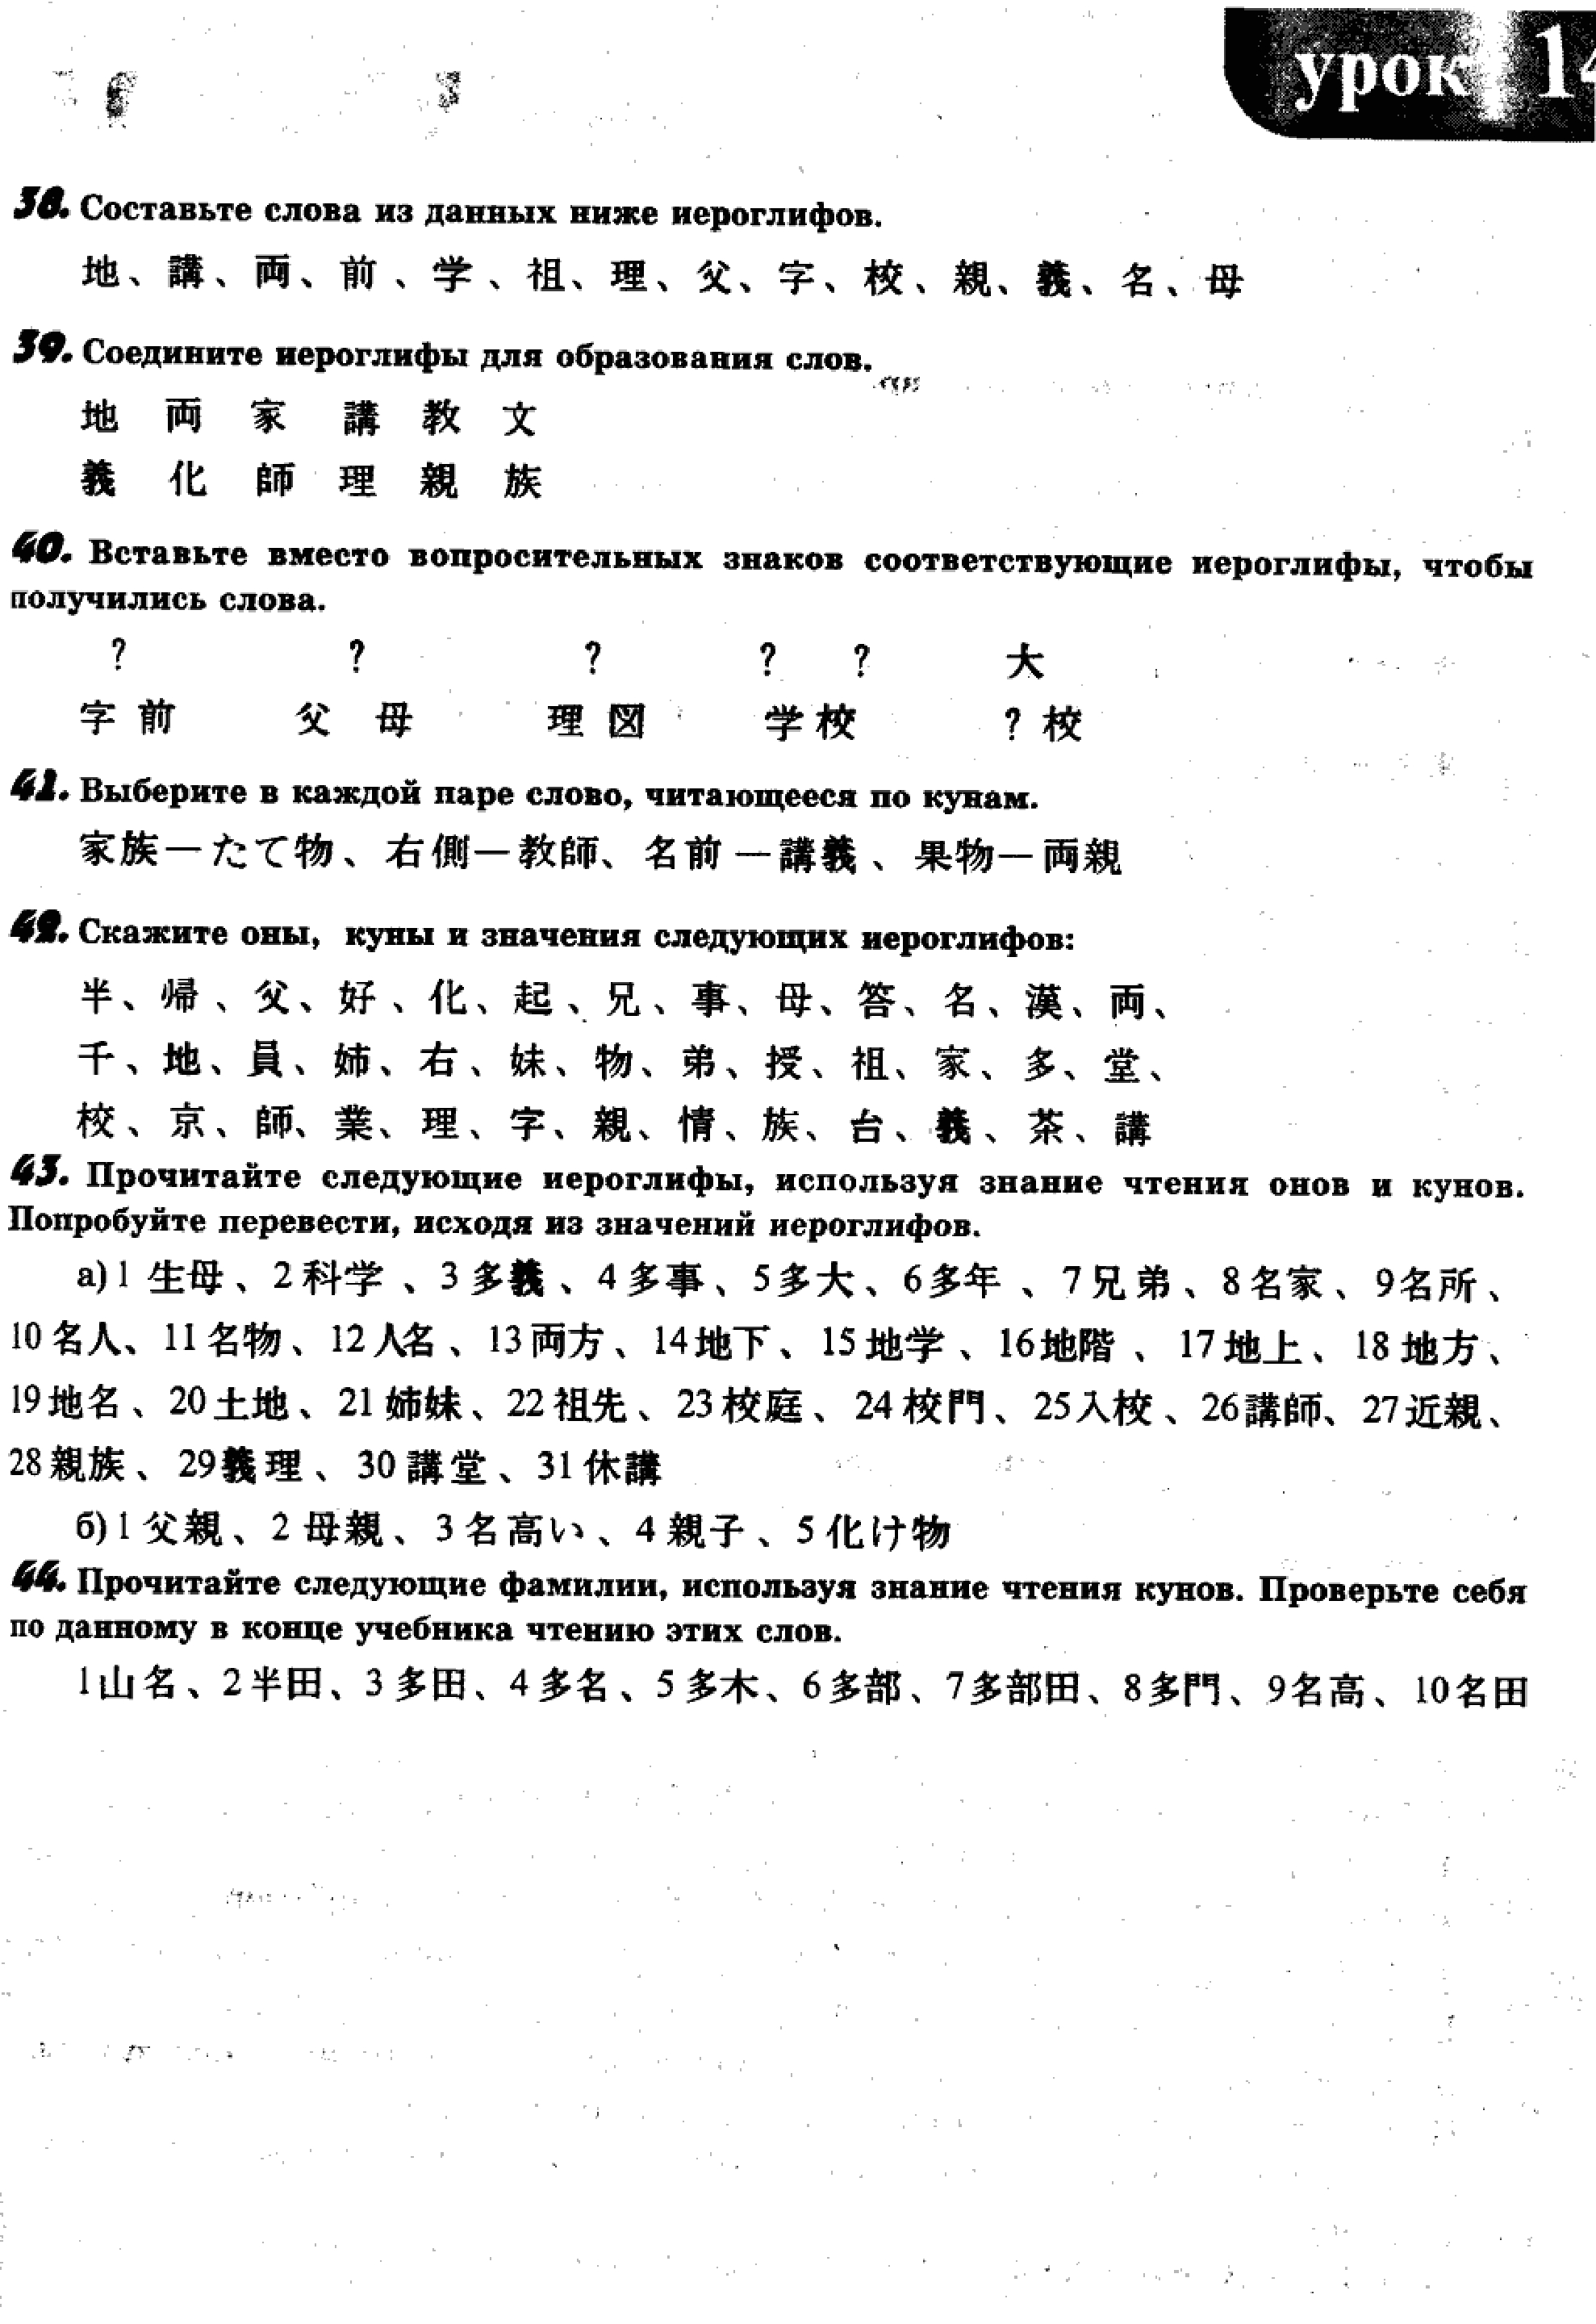 урок 14
38. Составьте слова из данных ниже иероглифов.
地、講、両、前、学、祖、理、父、字、校、親、義、名、母
39. Соедините иероглифы для образования слов.
地 両 家 講 教 文
義 化 師 理 親 族
40. Вставьте вместо вопросительных знаков соответствующие иероглифы, чтобы
получились слова.
? ? ? ? ? 大
字 前 父 母 理 図 学 校 ? 校
41. Выберите в каждой паре слово, читающееся по кунам.
家族—たて物、右側—教師、名前—講義、果物—両親
42. Скажите оны, куны и значения следующих иероглифов:
半、帰、父、好、化、起、兄、事、母、答、名、漢、両、
千、地、員、姉、右、妹、物、弟、授、祖、家、多、堂、
校、京、師、業、理、字、親、情、族、台、義、茶、講
43. Прочитайте следующие иероглифы, используя знание чтения онов и кунов.
Попробуйте перевести, исходя из значений иероглифов.
а) 1 生母、2 科学、3 多義、4 多事、5 多大、6 多年、7 兄弟、8 名家、9 名所、
10 名人、11 名物、12 人名、13 両方、14 地下、15 地学、16 地階、17 地上、18 地方、
19 地名、20 土地、21 姉妹、22 祖先、23 校庭、24 校門、25 入校、26 講師、27 近親、
28 親族、29 義理、30 講堂、31 休講
б) 1 父親、2 母親、3 名高い、4 親子、5 化け物
44. Прочитайте следующие фамилии, используя знание чтения кунов. Проверьте себя
по данному в конце учебника чтению этих слов.
1 山名、2 半田、3 多田、4 多名、5 多木、6 多部、7 多部田、8 多門、9 名高、10 名田